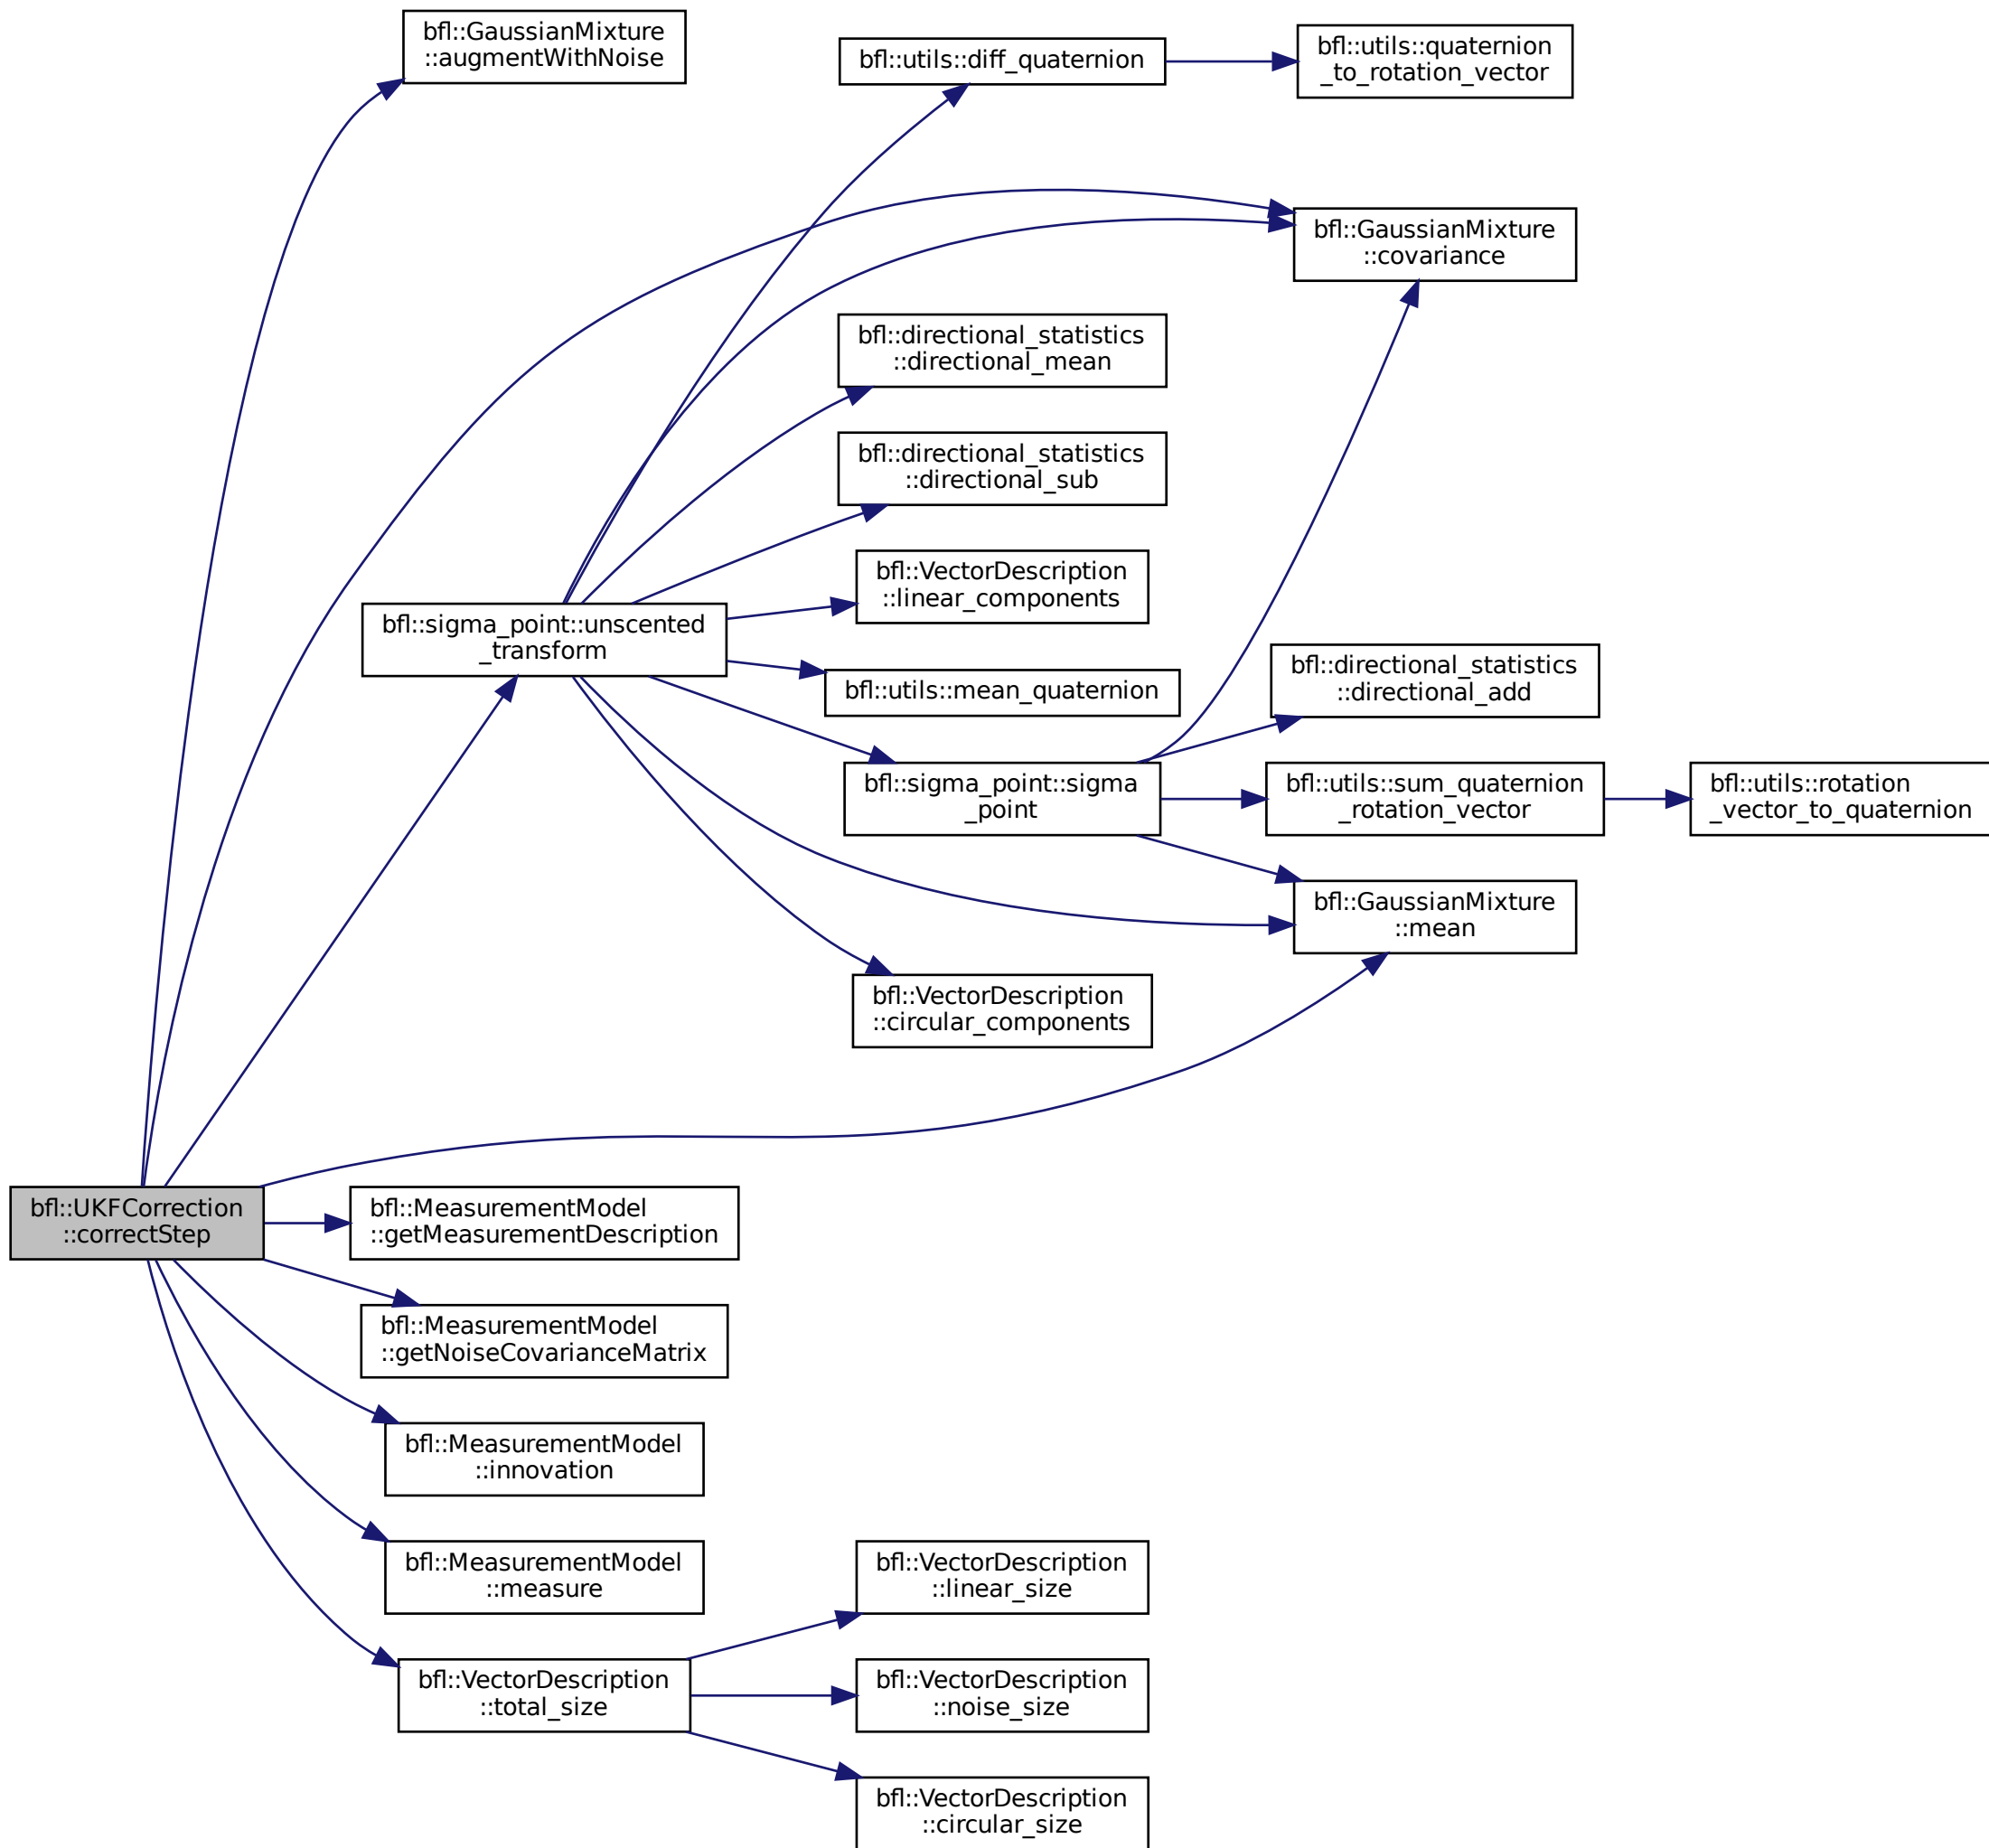 bfl::GaussianMixture
::augmentWithNoise
bfl::utils::diff_quaternion
bfl::utils::quaternion
_to_rotation_vector
bfl::GaussianMixture
::covariance
bfl::directional_statistics
::directional_mean
bfl::directional_statistics
::directional_sub
bfl::VectorDescription
::linear_components
bfl::sigma_point::unscented
_transform
bfl::utils::mean_quaternion
bfl::directional_statistics
::directional_add
bfl::sigma_point::sigma
_point
bfl::utils::sum_quaternion
_rotation_vector
bfl::utils::rotation
_vector_to_quaternion
bfl::GaussianMixture
::mean
bfl::VectorDescription
::circular_components
bfl::UKFCorrection
::correctStep
bfl::MeasurementModel
::getMeasurementDescription
bfl::MeasurementModel
::getNoiseCovarianceMatrix
bfl::MeasurementModel
::innovation
bfl::MeasurementModel
::measure
bfl::VectorDescription
::linear_size
bfl::VectorDescription
::total_size
bfl::VectorDescription
::noise_size
bfl::VectorDescription
::circular_size